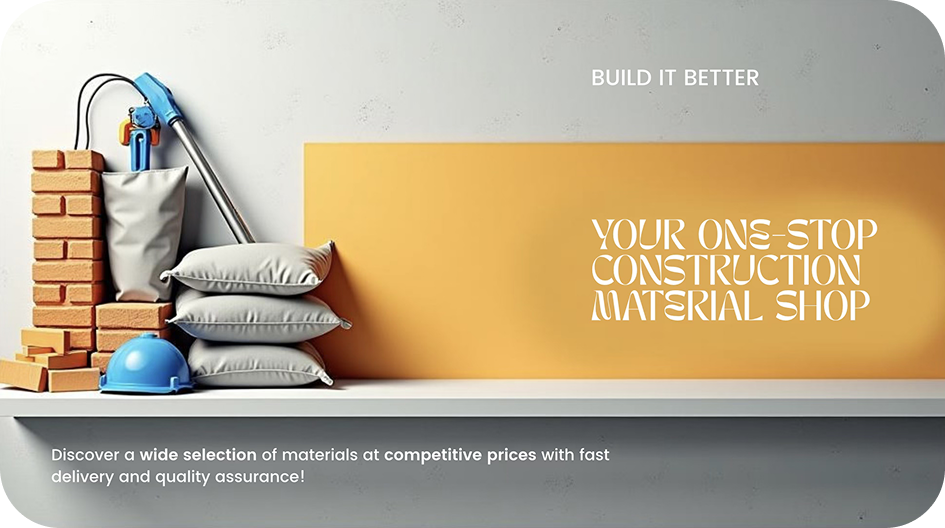 BUILD IT BETTER
YOUR ONE-STOP
CONSTRUCTION
MATERIAL SHOP
Discover a wide selection of materials at competitive prices with fast
delivery and quality assurance!